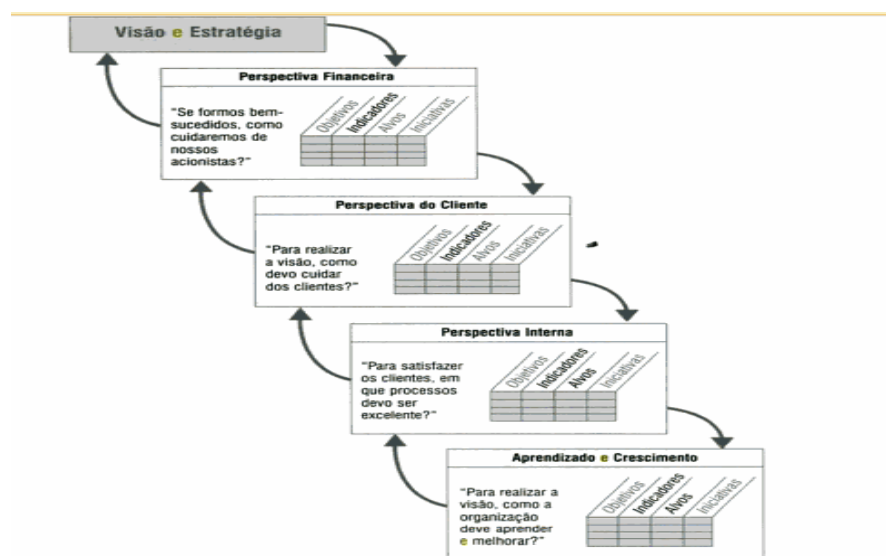 Visão e Estratégia
Perspectiva Financeira
"Se formos bem-
sucedidos, como
cuidaremos de
nossos
acionistas?"
Objetivos
Indicadores
Alvos
Iniciativas
Perspectiva do Cliente
"Para realizar
a visão, como
devo cuidar
dos clientes?"
Objetivos
Indicadores
Alvos
Iniciativas
Perspectiva Interna
"Para satisfazer
os clientes, em
que processos
devo ser
excelente?"
Objetivos
Indicadores
Alvos
Iniciativas
Aprendizado e Crescimento
"Para realizar a
visão, como a
organização
deve aprender
e melhorar?"
Objetivos
Indicadores
Alvos
Iniciativas